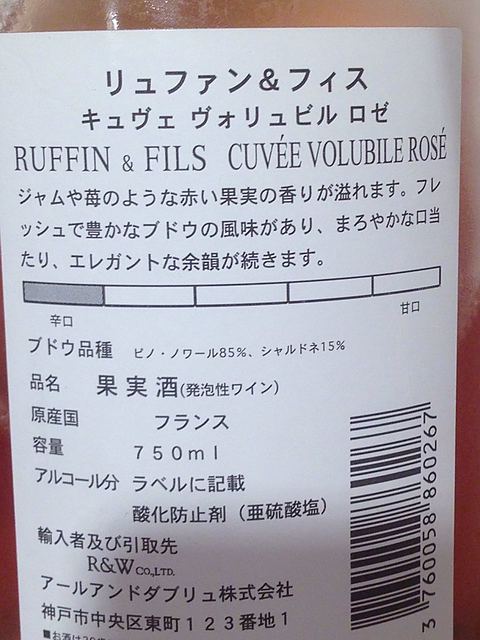 リュファン＆フィス
キュヴェ ヴォリュビル ロゼ
RUFFIN & FILS CUVÉE VOLUBILE ROSÉ
ジャムや苺のような赤い果実の香りが溢れます。フレ
ッシュで豊かなブドウの風味があり、まろやかな口当
たり、エレガントな余韻が続きます。
辛口 甘口
ブドウ品種 ピノ・ノワール85%、シャルドネ15%
品名 果実酒(発泡性ワイン)
原産国 フランス
容量 750ml
アルコール分 ラベルに記載
酸化防止剤（亜硫酸塩）
輸入者及び引取先
R&W CO.,LTD.
アールアンドダブリュ株式会社
神戸市中央区東町123番地1
■お酒は20歳
3 760058 860267